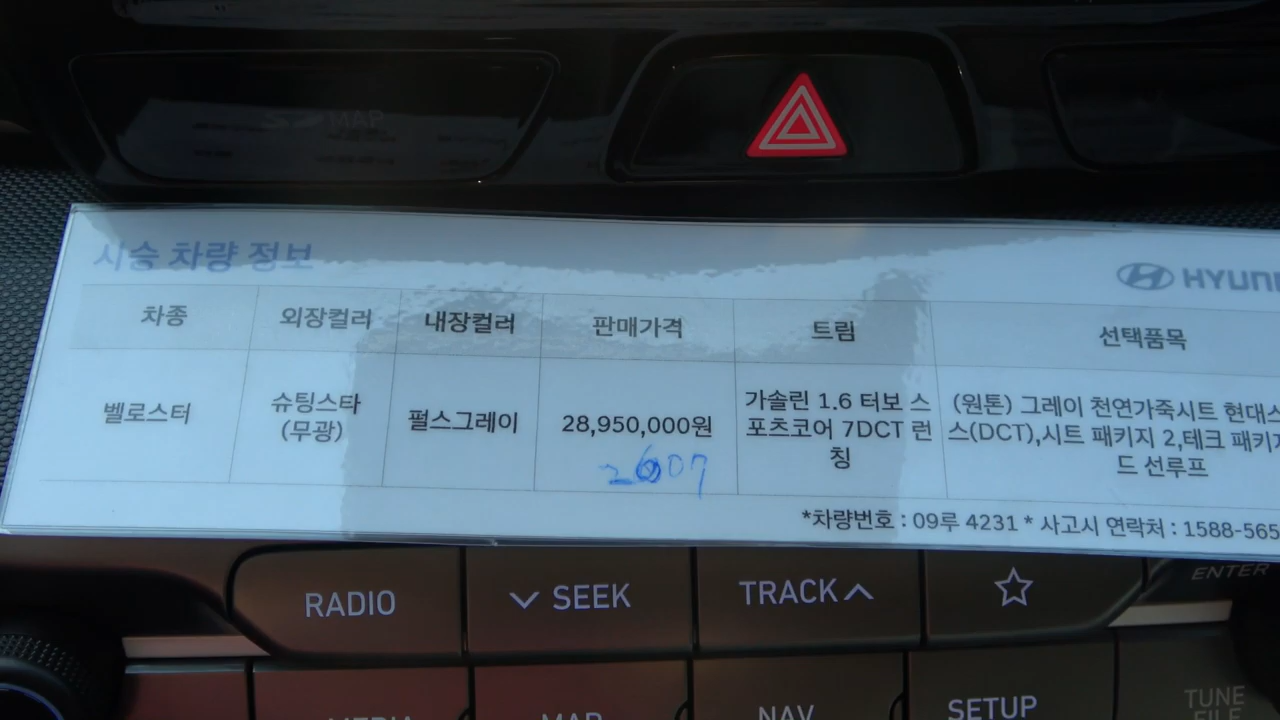 시승 차량 정보
HYUN
차종 외장컬러 내장컬러 판매가격 트림 선택품목
벨로스터
슈팅스타
(무광)
펄스그레이
28,950,000원
2607
가솔린 1.6 터보 스
포츠코어 7DCT 런
칭
(원톤) 그레이 천연가죽시트 현대스
스(DCT),시트 패키지 2,테크 패키지
드 선루프
*차량번호 : 09루 4231 * 사고시 연락처 : 1588-565
RADIO SEEK TRACK
ENTER
MEDIA MAP NAV SETUP
TUNE
FILE